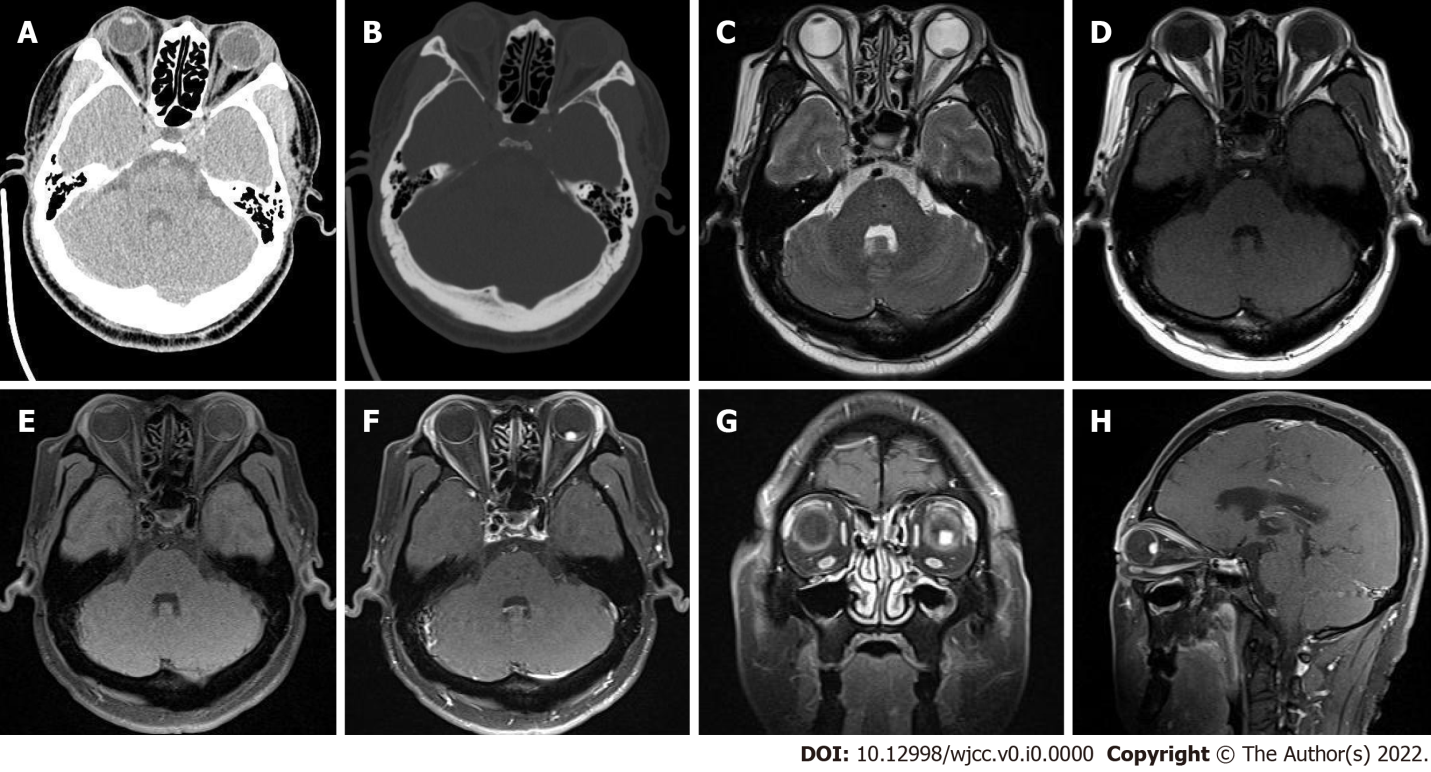 A B C D
E F G H
DOI: 10.12998/wjcc.v0.i0.0000 Copyright © The Author(s) 2022.